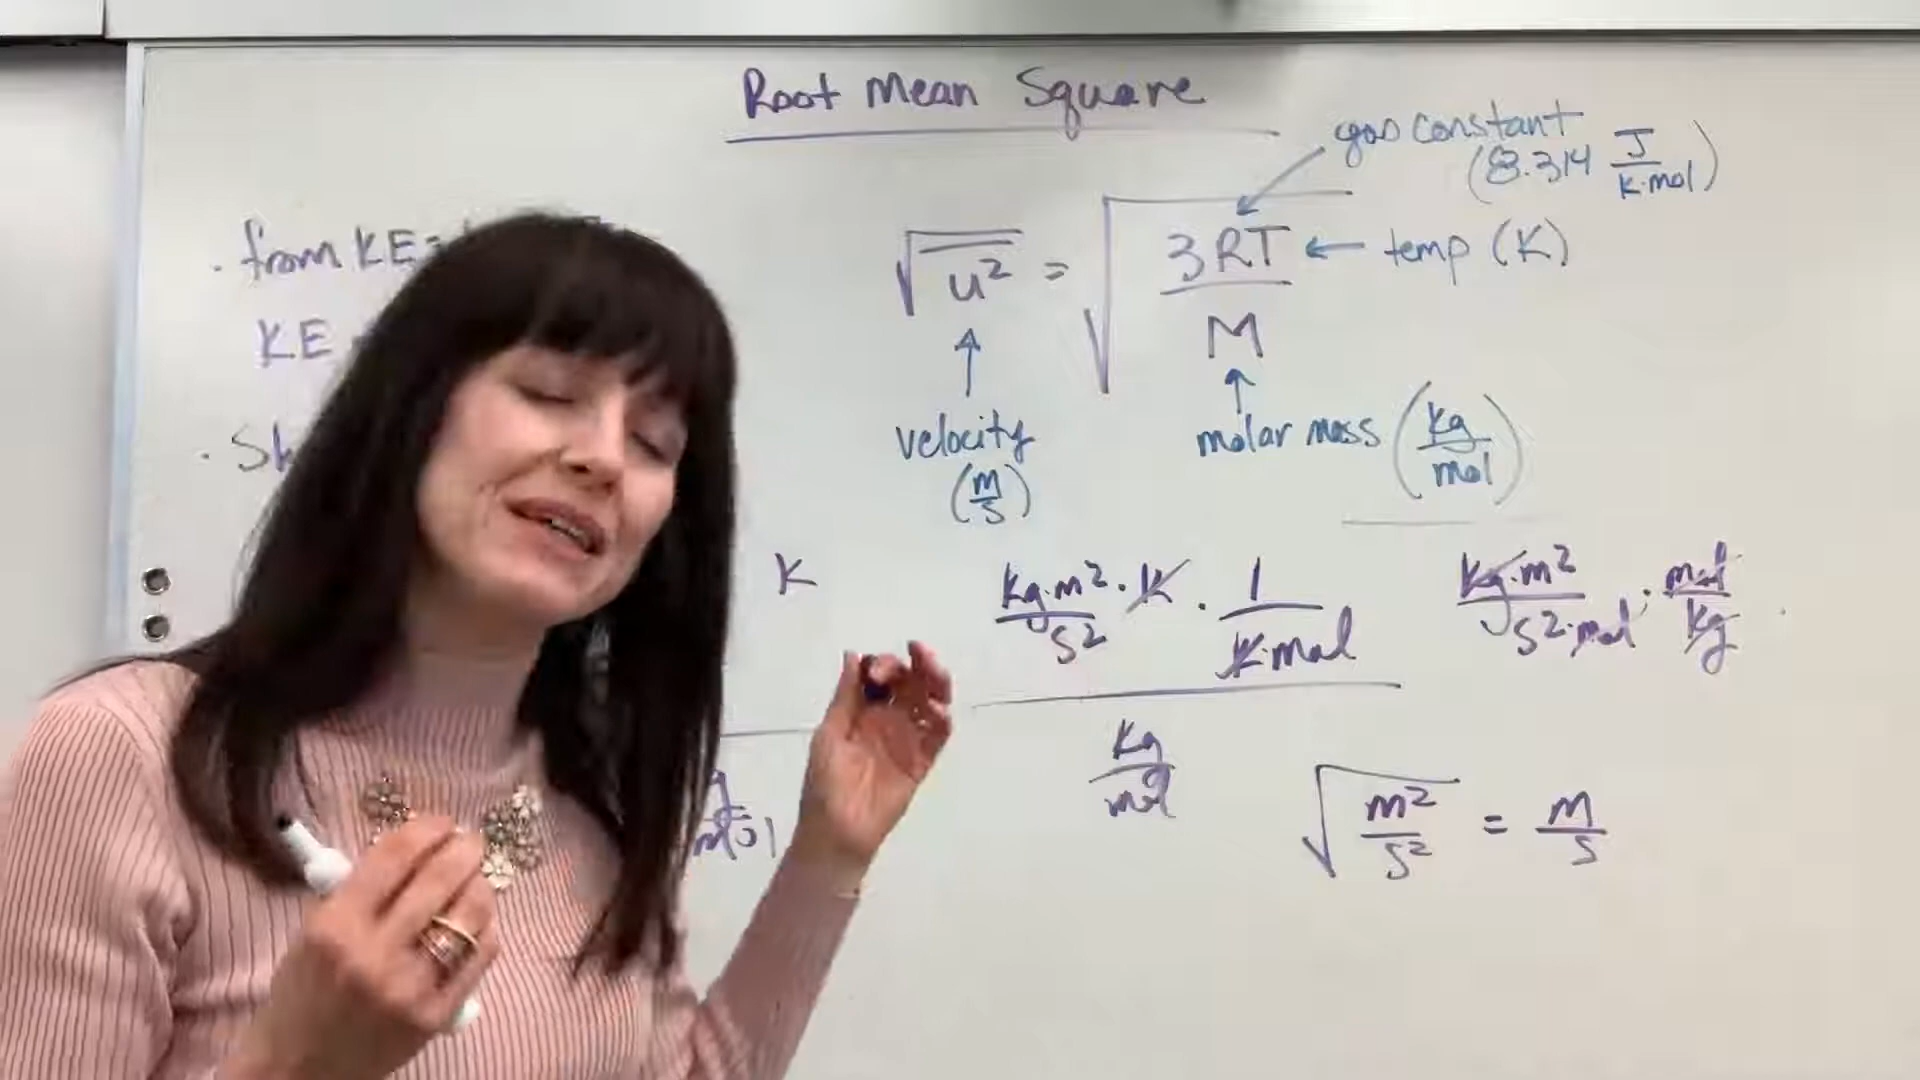 Root Mean Square
gas constant
(8.314 J/K·mol)
· from KE =
√u² = √3RT/M ← temp (K)
KE
velocity
(m/s)
molar mass (kg/mol)
K
kg·m²/s² · K · 1/K·mol
kg/mol
kg·m²/s²·mol · mol/kg
√m²/s² = m/s